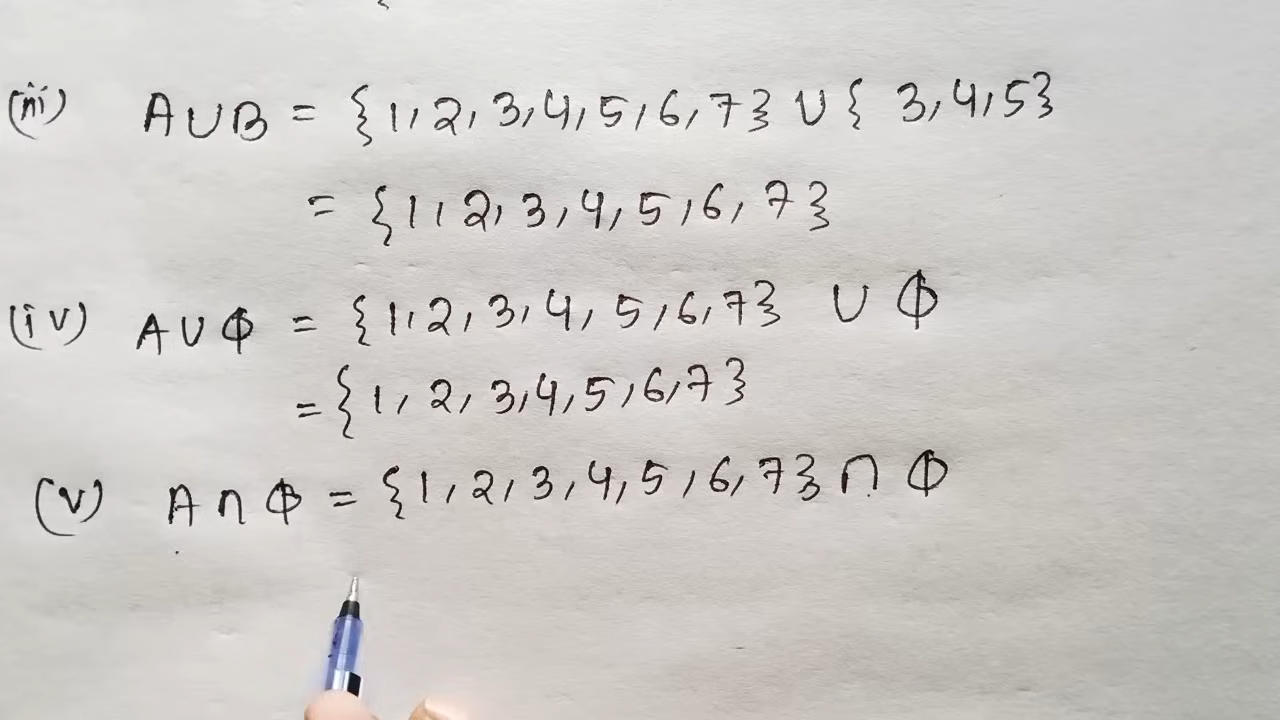 (iii) A∪B = {1,2,3,4,5,6,7} ∪ { 3,4,5}
= {1,2,3,4,5,6,7}
(iv) A∪Φ = {1,2,3,4,5,6,7} ∪ Φ
= {1,2,3,4,5,6,7}
(v) A∩Φ = {1,2,3,4,5,6,7} ∩ Φ